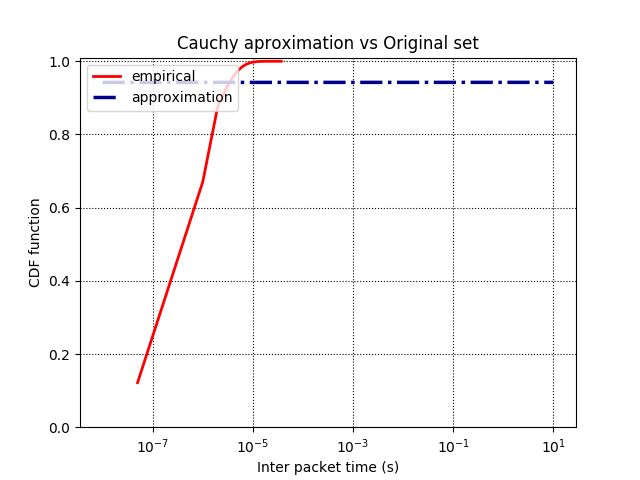 Cauchy aproximation vs Original set
empirical
approximation
CDF function
1.0
0.8
0.6
0.4
0.2
0.0
10⁻⁷ 10⁻⁵ 10⁻³ 10⁻¹ 10¹
Inter packet time (s)